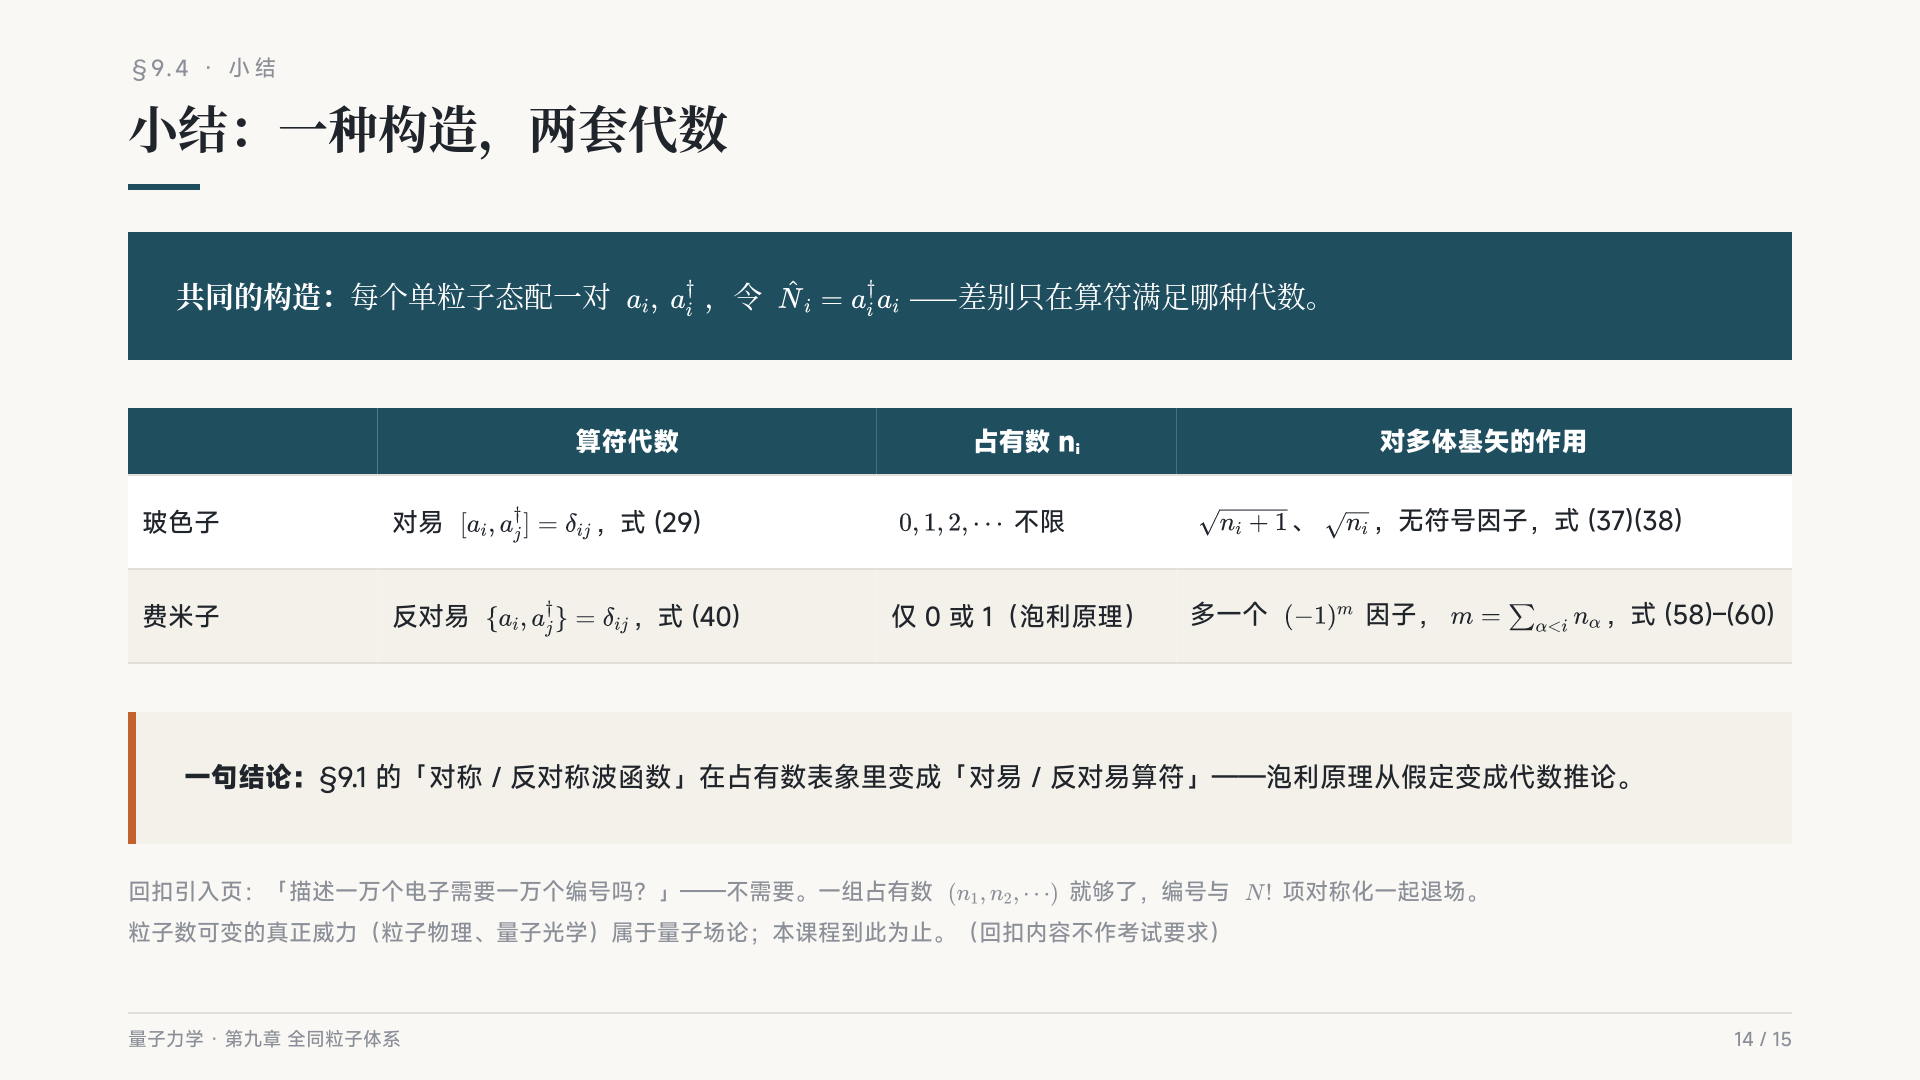 §9.4 · 小结
小结：一种构造，两套代数
共同的构造：每个单粒子态配一对 aᵢ, aᵢ†，令 N̂ᵢ = aᵢ†aᵢ ——差别只在算符满足哪种代数。
算符代数 占有数 nᵢ 对多体基矢的作用
玻色子 对易 [aᵢ, aⱼ†] = δᵢⱼ，式 (29) 0, 1, 2, ⋯ 不限 √(nᵢ + 1)、√nᵢ，无符号因子，式 (37)(38)
费米子 反对易 {aᵢ, aⱼ†} = δᵢⱼ，式 (40) 仅 0 或 1（泡利原理） 多一个 (−1)ᵐ 因子， m = ∑_{α<i} n_α，式 (58)–(60)
一句结论：§9.1 的「对称 / 反对称波函数」在占有数表象里变成「对易 / 反对易算符」——泡利原理从假定变成代数推论。
回扣引入页：「描述一万个电子需要一万个编号吗？」——不需要。一组占有数 (n₁, n₂, ⋯) 就够了，编号与 N! 项对称化一起退场。
粒子数可变的真正威力（粒子物理、量子光学）属于量子场论；本课程到此为止。（回扣内容不作考试要求）
量子力学 · 第九章 全同粒子体系 14 / 15